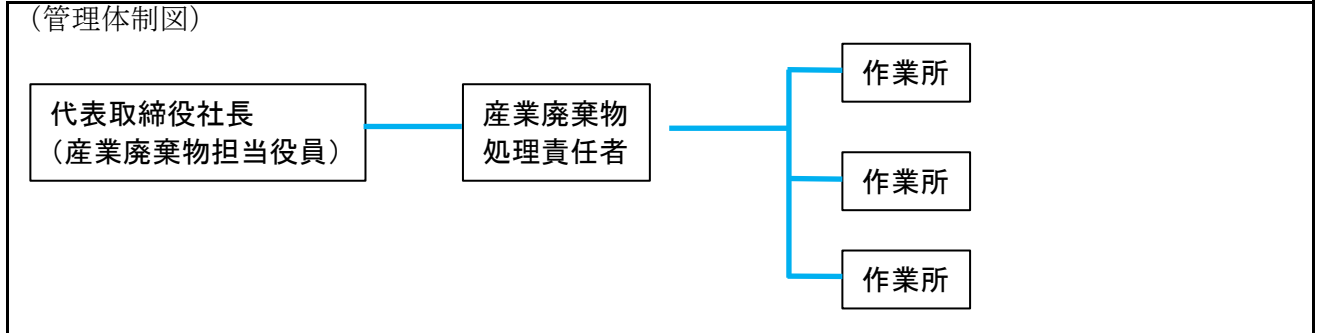 （管理体制図）
代表取締役社長
（産業廃棄物担当役員）
産業廃棄物
処理責任者
作業所
作業所
作業所